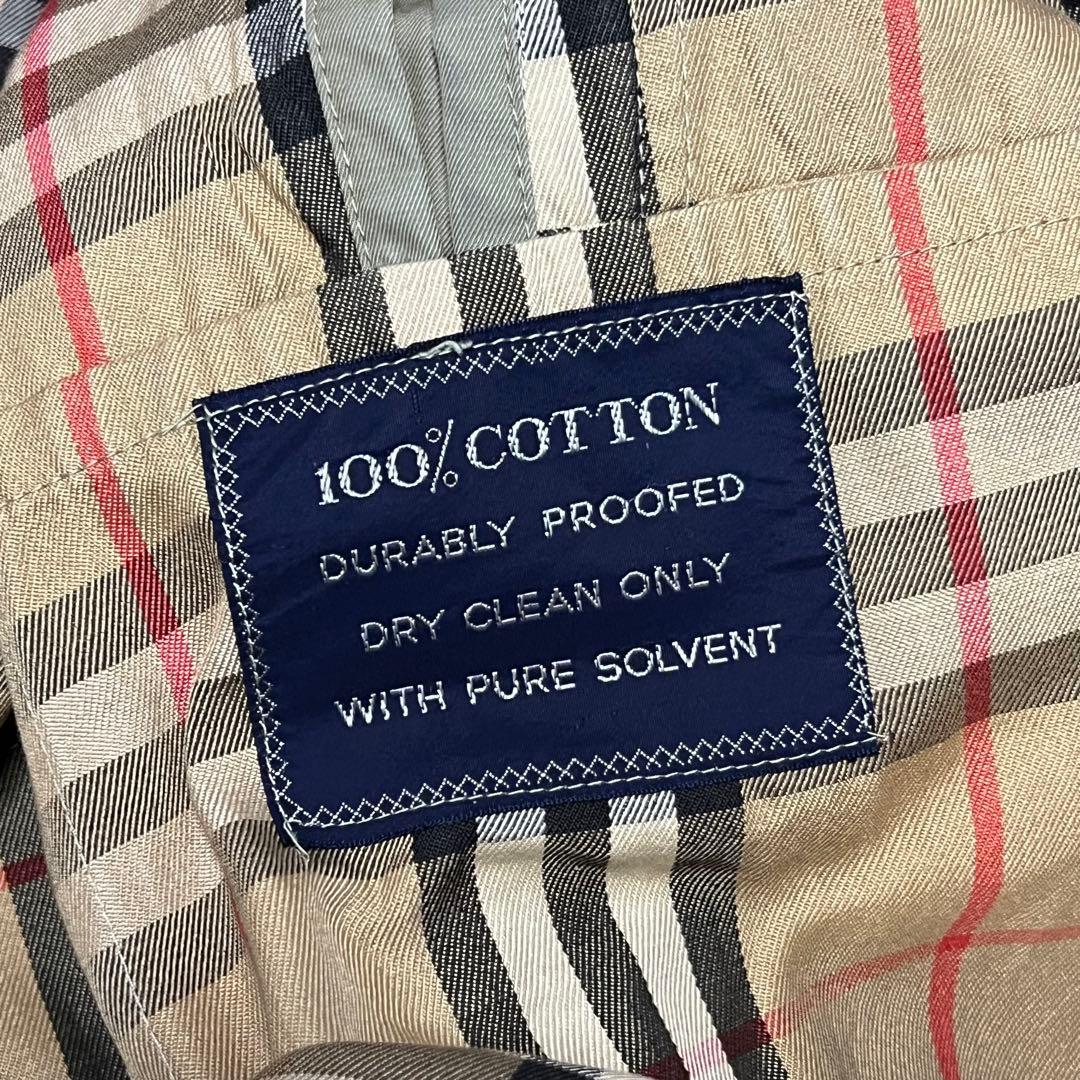 100% COTTON
DURABLY PROOFED
DRY CLEAN ONLY
WITH PURE SOLVENT